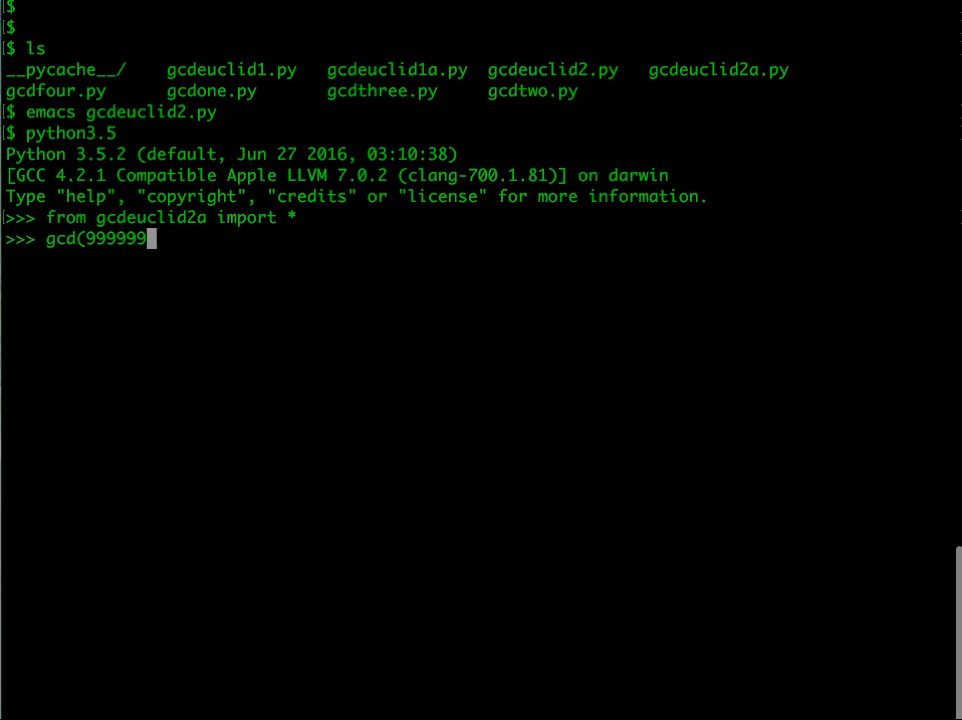 [$
[$
[$ ls
__pycache__/ gcdeuclid1.py gcdeuclid1a.py gcdeuclid2.py gcdeuclid2a.py
gcdfour.py gcdone.py gcdthree.py gcdtwo.py
[$ emacs gcdeuclid2.py
[$ python3.5
Python 3.5.2 (default, Jun 27 2016, 03:10:38)
[GCC 4.2.1 Compatible Apple LLVM 7.0.2 (clang-700.1.81)] on darwin
Type "help", "copyright", "credits" or "license" for more information.
[>>> from gcdeuclid2a import *
>>> gcd(999999